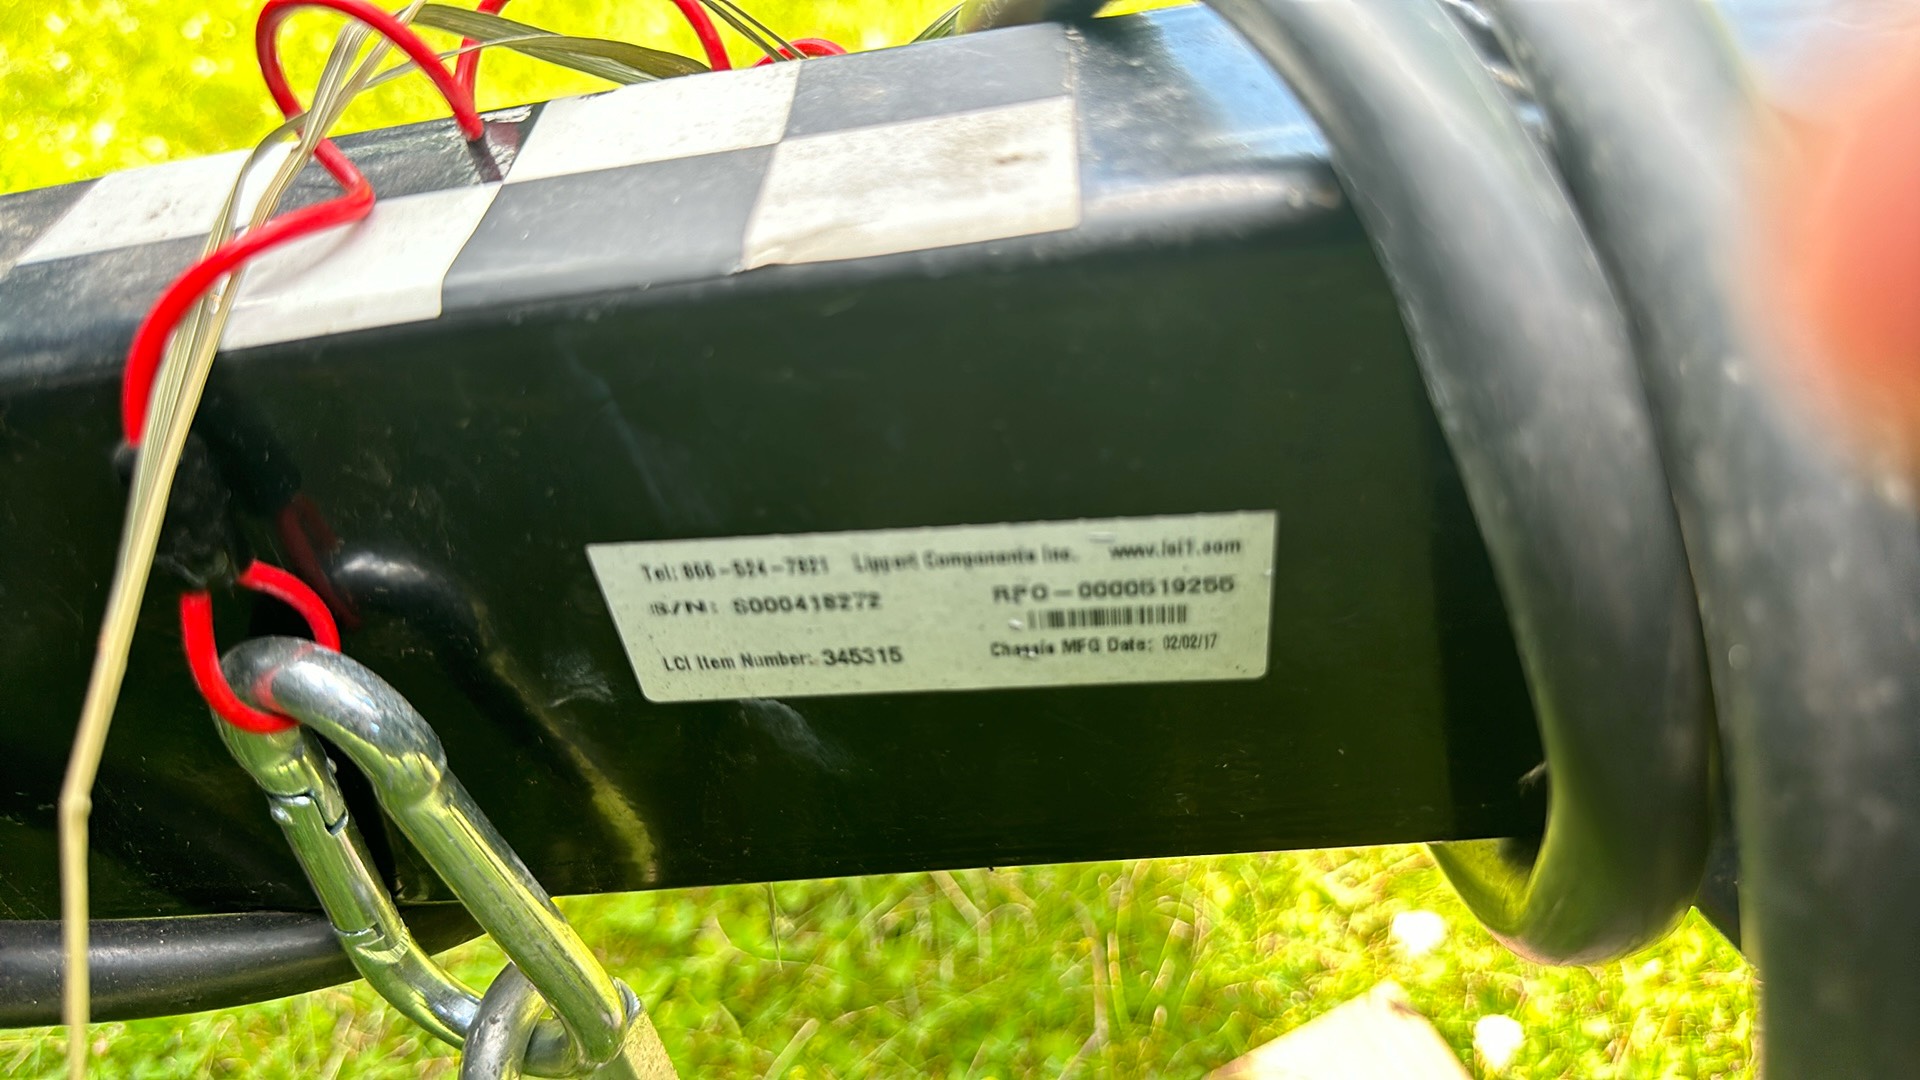 Tel: 866-524-7821 Lippert Components Inc. www.lci1.com
S/N: S000418272 RPO-0000519255
LCI Item Number: 345315 Chassis MFG Date: 02/02/17